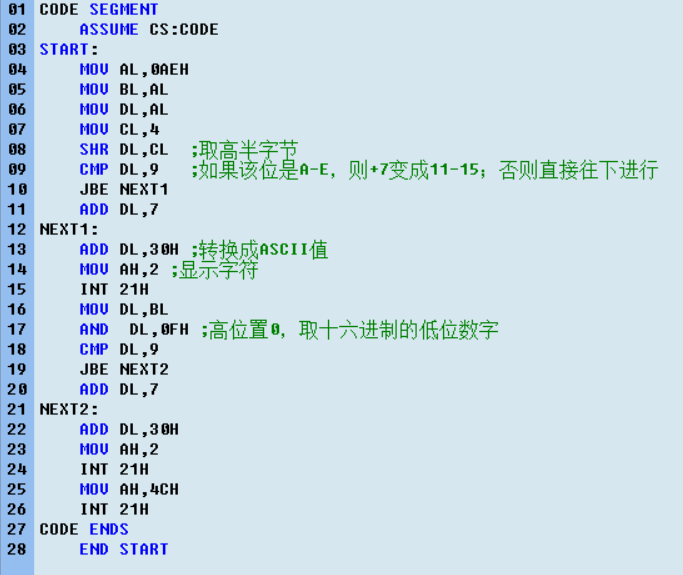 01 CODE SEGMENT
02     ASSUME CS:CODE
03 START:
04     MOV AL,0AEH
05     MOV BL,AL
06     MOV DL,AL
07     MOV CL,4
08     SHR DL,CL  ;取高半字节
09     CMP DL,9   ;如果该位是A-E，则+7变成11-15；否则直接往下进行
10     JBE NEXT1
11     ADD DL,7
12 NEXT1:
13     ADD DL,30H ;转换成ASCII值
14     MOV AH,2 ;显示字符
15     INT 21H
16     MOV DL,BL
17     AND  DL,0FH ;高位置0，取十六进制的低位数字
18     CMP DL,9
19     JBE NEXT2
20     ADD DL,7
21 NEXT2:
22     ADD DL,30H
23     MOV AH,2
24     INT 21H
25     MOV AH,4CH
26     INT 21H
27 CODE ENDS
28     END START